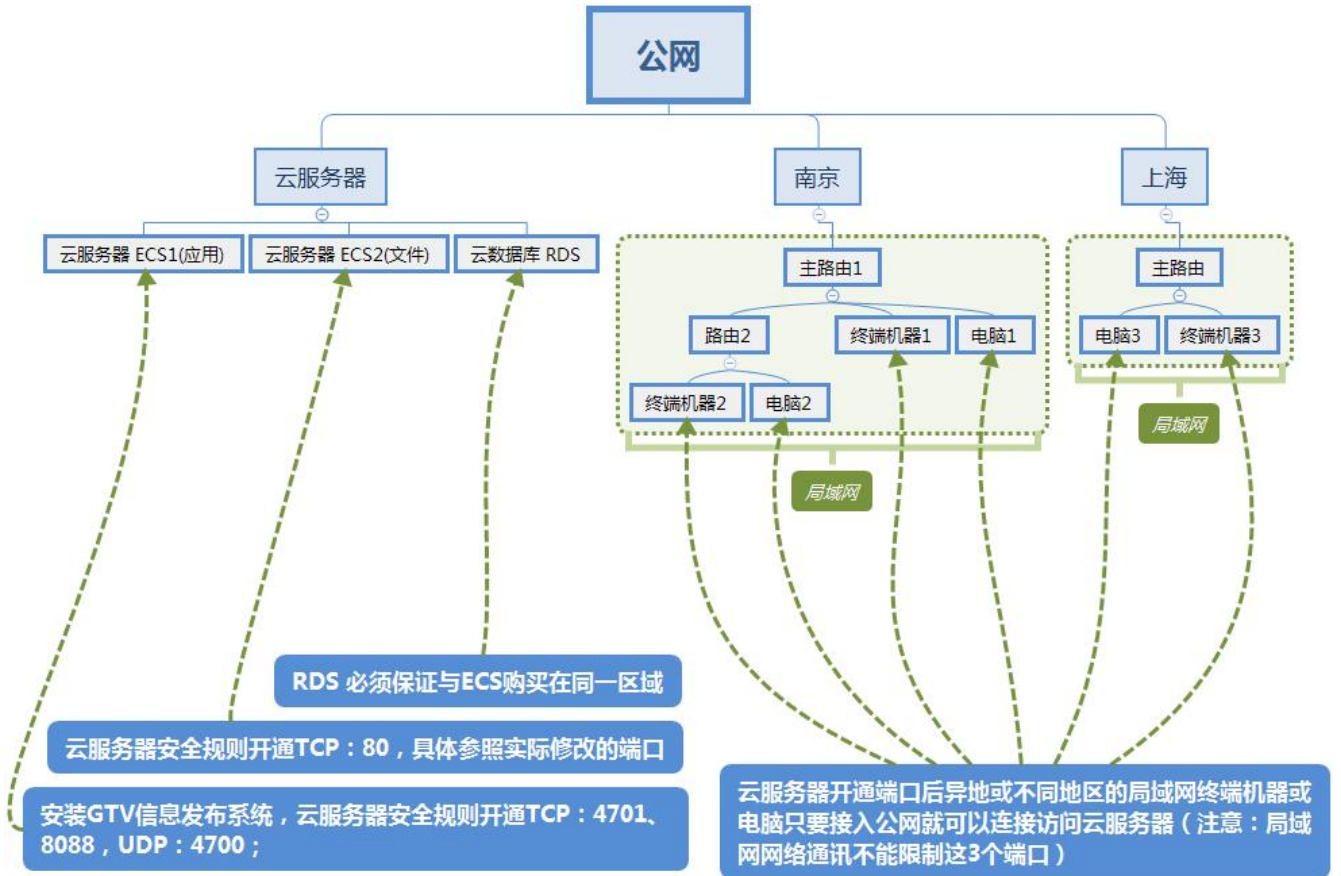 公网
云服务器
南京
上海
云服务器 ECS1(应用)
云服务器 ECS2(文件)
云数据库 RDS
主路由1
主路由
路由2
终端机器1
电脑1
电脑3
终端机器3
终端机器2
电脑2
局域网
局域网
RDS 必须保证与ECS购买在同一区域
云服务器安全规则开通TCP：80，具体参照实际修改的端口
安装GTV信息发布系统，云服务器安全规则开通TCP：4701、
8088，UDP：4700；
云服务器开通端口后异地或不同地区的局域网终端机器或
电脑只要接入公网就可以连接访问云服务器（注意：局域
网网络通讯不能限制这3个端口）